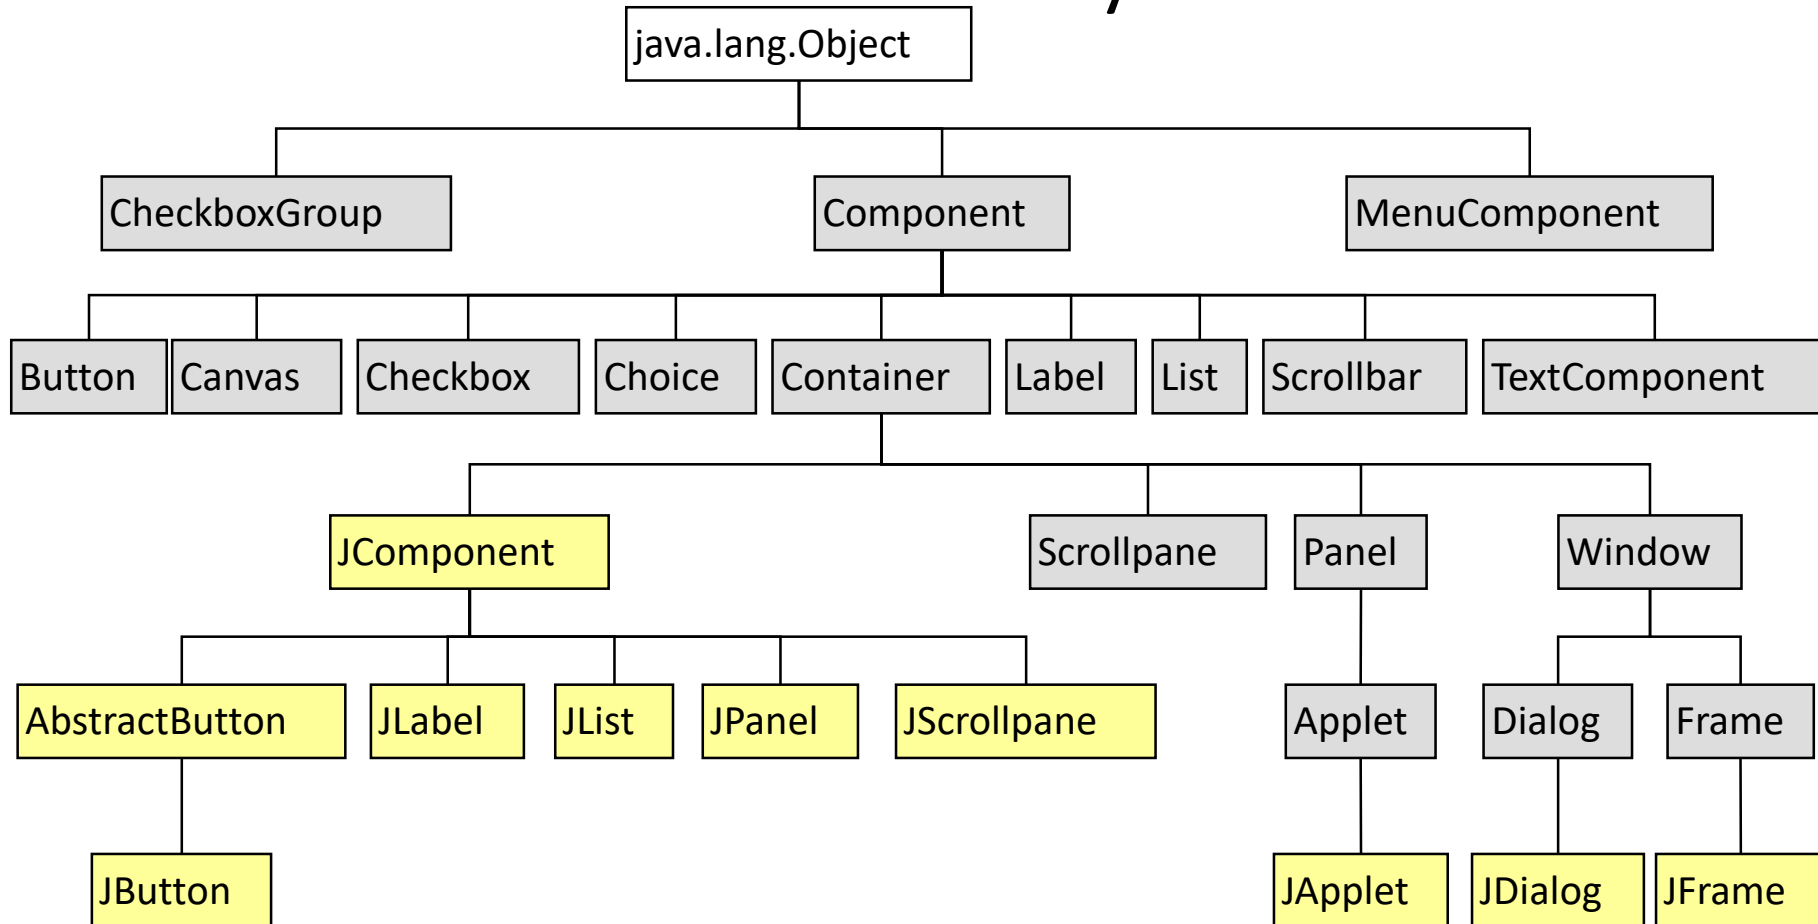 java.lang.Object
CheckboxGroup
Component
MenuComponent
Button
Canvas
Checkbox
Choice
Container
Label
List
Scrollbar
TextComponent
JComponent
Scrollpane
Panel
Window
AbstractButton
JLabel
JList
JPanel
JScrollpane
Applet
Dialog
Frame
JButton
JApplet
JDialog
JFrame